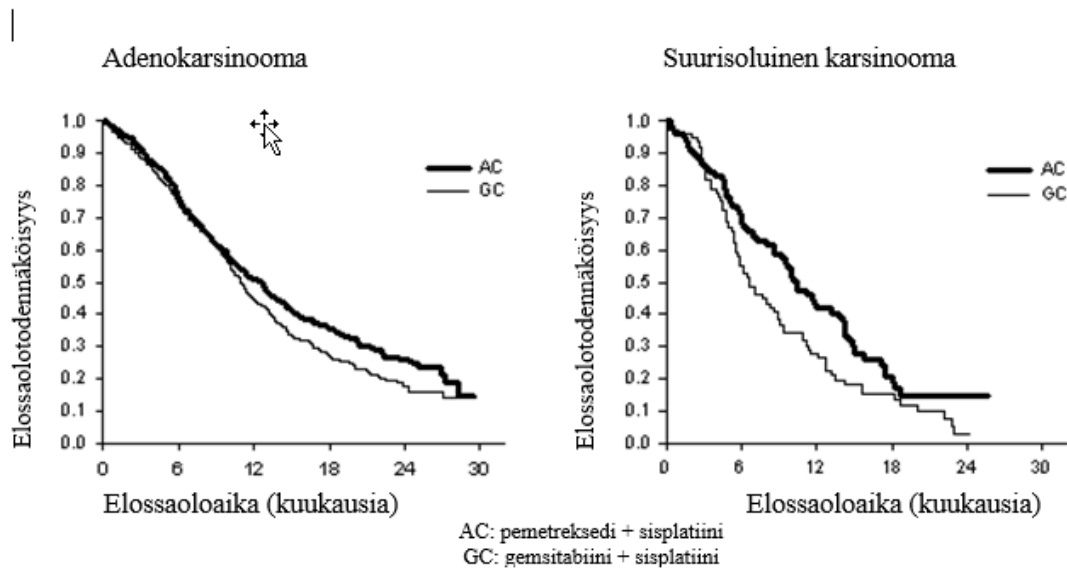 Adenokarsinooma
1.0
0.9
0.8
0.7
0.6
0.5
0.4
0.3
0.2
0.1
0.0
Elossaolotodennäköisyys
AC
GC
0 6 12 18 24 30
Elossaoloaika (kuukausia)
Suurisoluinen karsinooma
1.0
0.9
0.8
0.7
0.6
0.5
0.4
0.3
0.2
0.1
0.0
Elossaolotodennäköisyys
AC
GC
0 6 12 18 24 30
Elossaoloaika (kuukausia)
AC: pemetreksedi + sisplatiini
GC: gemsitabiini + sisplatiini